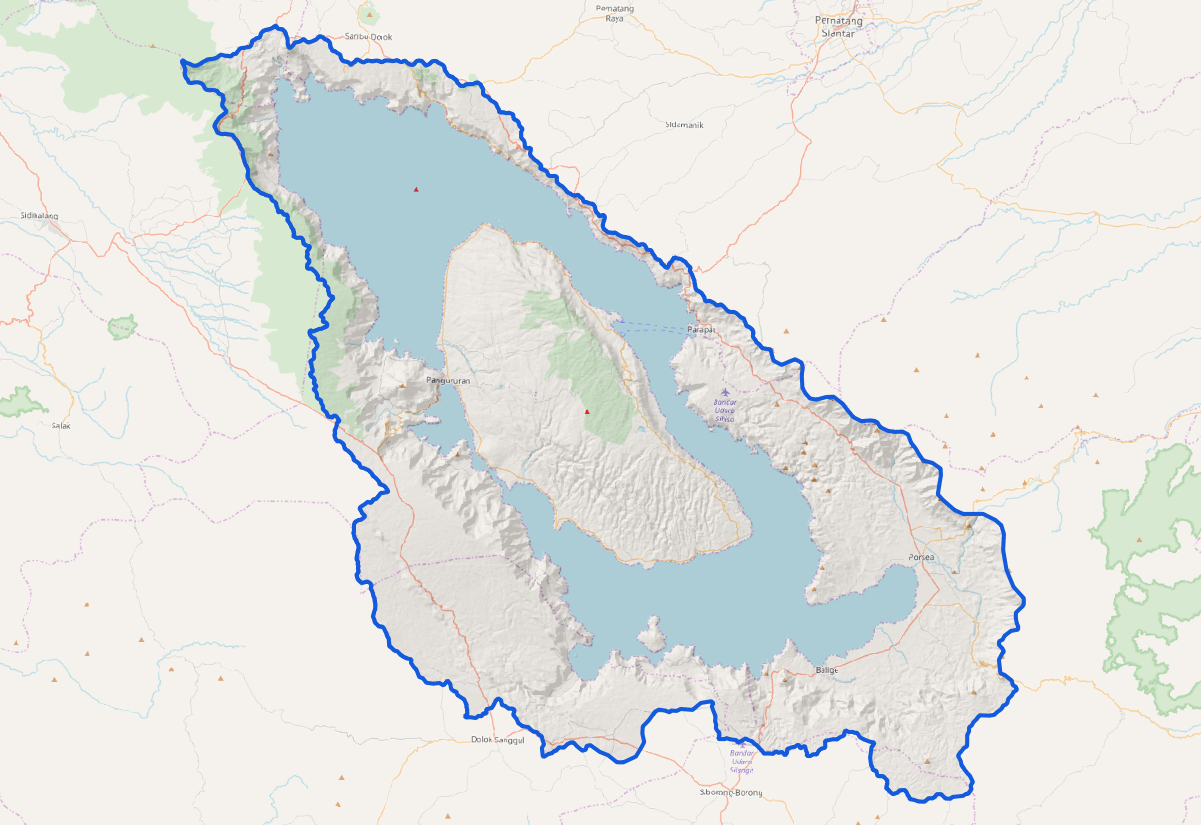 Pematang
Raya
Pematang
Siantar
Saribu Dolok
Sidamanik
Sidikalang
Parapat
Pangururan
Bandar
Udara
Sibisa
Salak
Porsea
Balige
Dolok Sanggul
Bandar
Udara
Silangit
Siborong-Borong